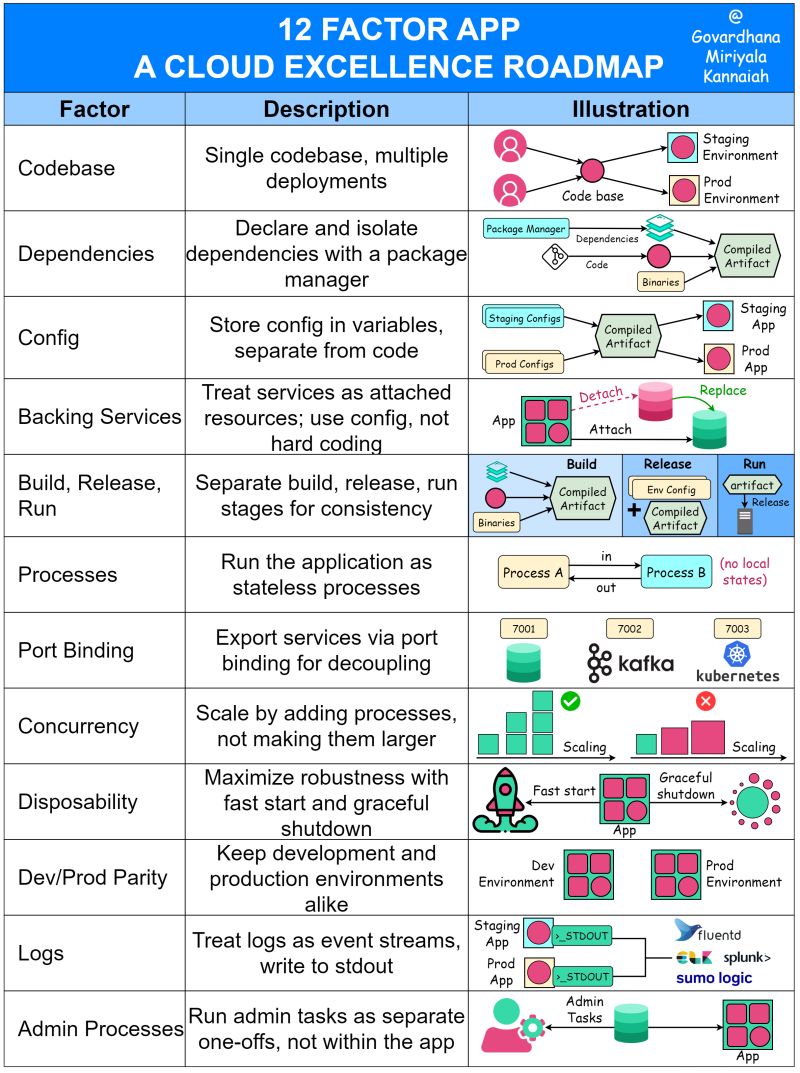 12 FACTOR APP
A CLOUD EXCELLENCE ROADMAP
@
Govardhana
Miriyala
Kannaiah
Factor
Description
Illustration
Codebase
Single codebase, multiple
deployments
Code base
Staging
Environment
Prod
Environment
Dependencies
Declare and isolate
dependencies with a package
manager
Package Manager
Dependencies
Code
Binaries
Compiled
Artifact
Config
Store config in variables,
separate from code
Staging Configs
Prod Configs
Compiled
Artifact
Staging
App
Prod
App
Backing Services
Treat services as attached
resources; use config, not
hard coding
App
Detach
Attach
Replace
Build, Release,
Run
Separate build, release, run
stages for consistency
Build
Binaries
Compiled
Artifact
Release
Env Config
+
Compiled
Artifact
Run
artifact
Release
Processes
Run the application as
stateless processes
Process A
in
out
Process B
(no local
states)
Port Binding
Export services via port
binding for decoupling
7001
7002
7003
kafka
kubernetes
Concurrency
Scale by adding processes,
not making them larger
Scaling
Scaling
Disposability
Maximize robustness with
fast start and graceful
shutdown
Fast start
App
Graceful
shutdown
Dev/Prod Parity
Keep development and
production environments
alike
Dev
Environment
Prod
Environment
Logs
Treat logs as event streams,
write to stdout
Staging
App
>_STDOUT
Prod
App
>_STDOUT
fluentd
ELK
splunk>
sumo logic
Admin Processes
Run admin tasks as separate
one-offs, not within the app
Admin
Tasks
App